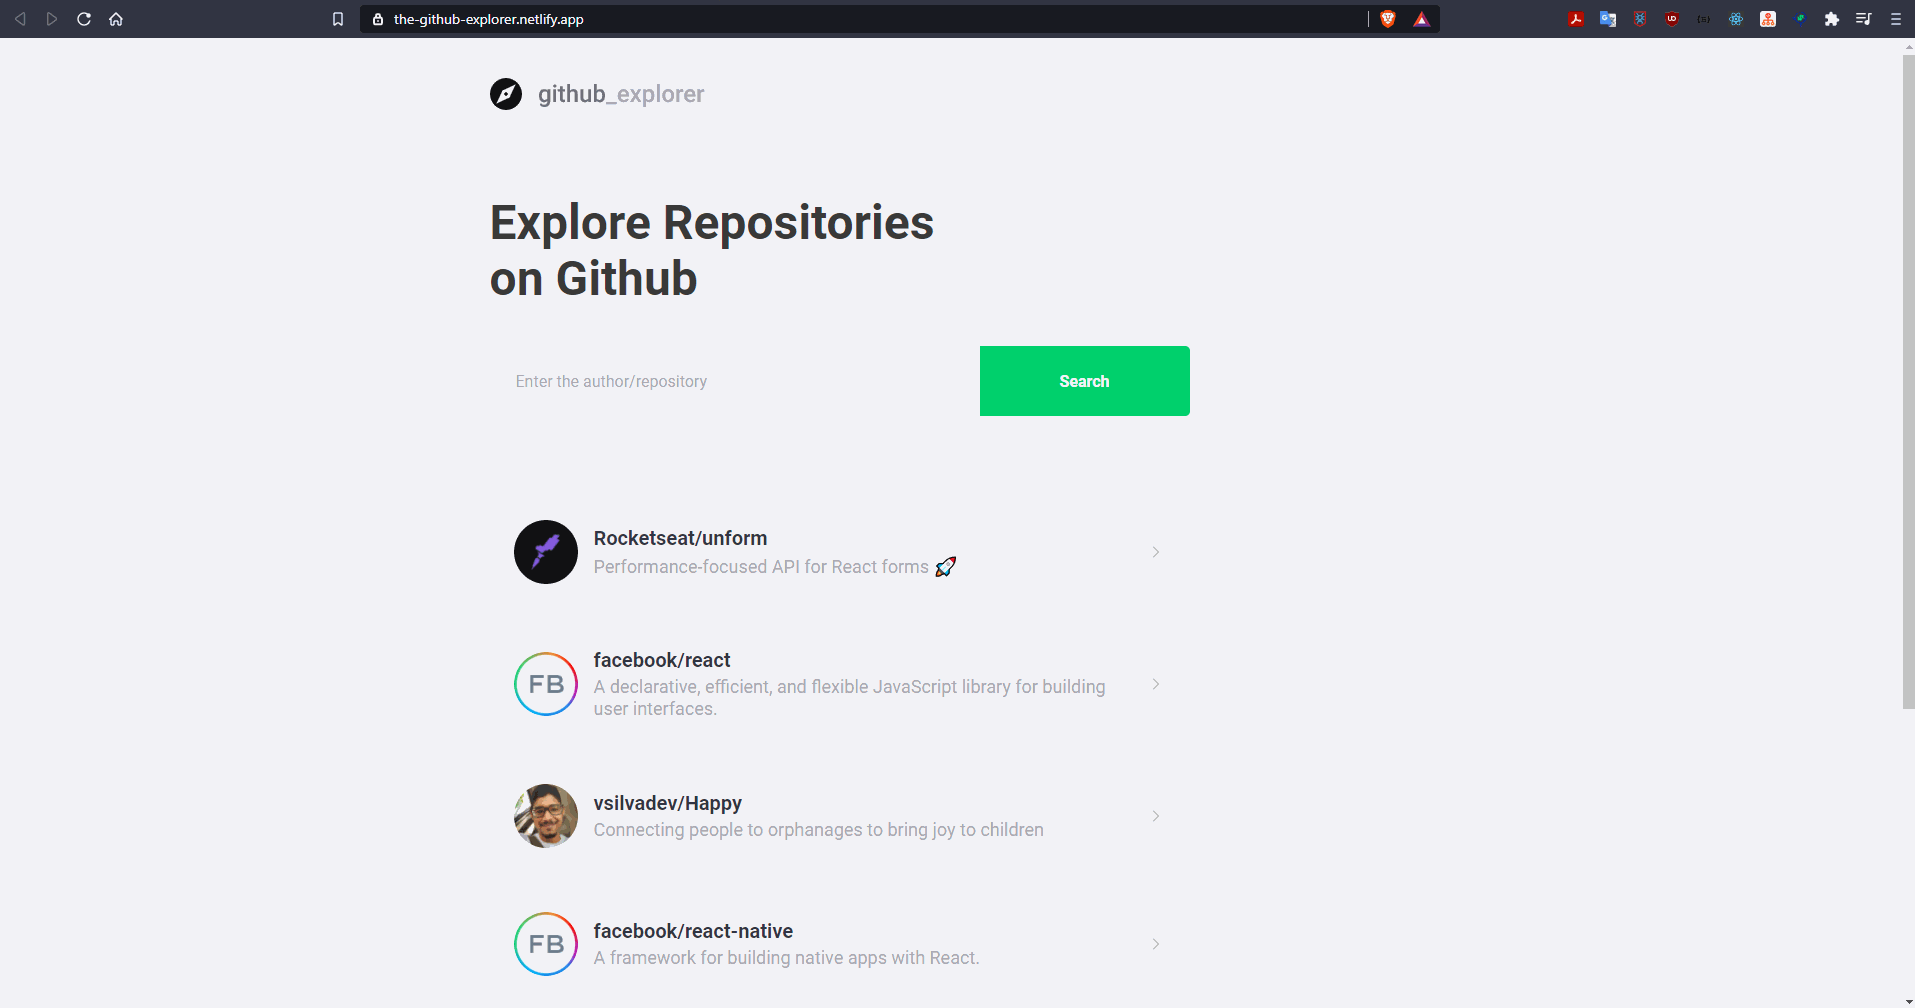 the-github-explorer.netlify.app
github_explorer
Explore Repositories
on Github
Enter the author/repository
Search
Rocketseat/unform
Performance-focused API for React forms 🚀
FB
facebook/react
A declarative, efficient, and flexible JavaScript library for building
user interfaces.
vsilvadev/Happy
Connecting people to orphanages to bring joy to children
FB
facebook/react-native
A framework for building native apps with React.